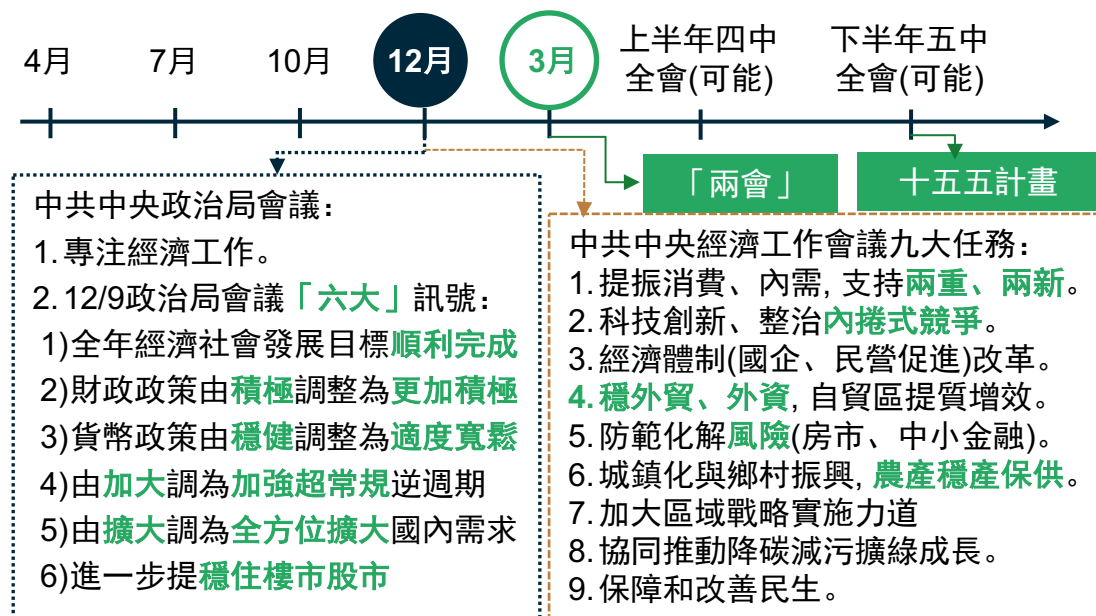 4月
7月
10月
12月
3月
上半年四中
全會(可能)
下半年五中
全會(可能)
「兩會」
十五五計畫
中共中央政治局會議：
1.專注經濟工作。
2.12/9政治局會議「六大」訊號：
1)全年經濟社會發展目標順利完成
2)財政政策由積極調整為更加積極
3)貨幣政策由穩健調整為適度寬鬆
4)由加大調為加強超常規逆週期
5)由擴大調為全方位擴大國內需求
6)進一步提穩住樓市股市
中共中央經濟工作會議九大任務：
1.提振消費、內需, 支持兩重、兩新。
2.科技創新、整治內捲式競爭。
3.經濟體制(國企、民營促進)改革。
4.穩外貿、外資, 自貿區提質增效。
5.防範化解風險(房市、中小金融)。
6.城鎮化與鄉村振興, 農產穩產保供。
7.加大區域戰略實施力道
8.協同推動降碳減污擴綠成長。
9.保障和改善民生。